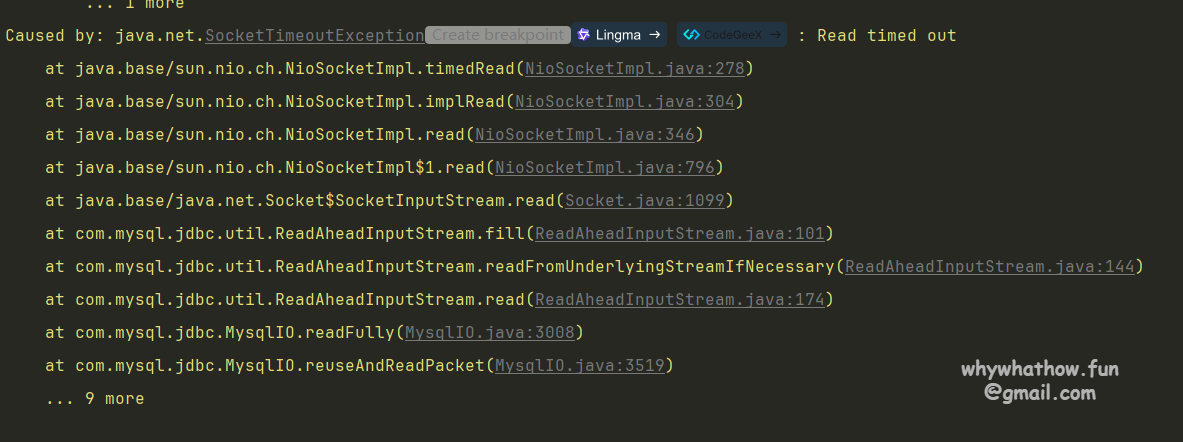 ... 1 more
Caused by: java.net.SocketTimeoutException Create breakpoint Lingma → CodeGeeX → : Read timed out
at java.base/sun.nio.ch.NioSocketImpl.timedRead(NioSocketImpl.java:278)
at java.base/sun.nio.ch.NioSocketImpl.implRead(NioSocketImpl.java:304)
at java.base/sun.nio.ch.NioSocketImpl.read(NioSocketImpl.java:346)
at java.base/sun.nio.ch.NioSocketImpl$1.read(NioSocketImpl.java:796)
at java.base/java.net.Socket$SocketInputStream.read(Socket.java:1099)
at com.mysql.jdbc.util.ReadAheadInputStream.fill(ReadAheadInputStream.java:101)
at com.mysql.jdbc.util.ReadAheadInputStream.readFromUnderlyingStreamIfNecessary(ReadAheadInputStream.java:144)
at com.mysql.jdbc.util.ReadAheadInputStream.read(ReadAheadInputStream.java:174)
at com.mysql.jdbc.MysqlIO.readFully(MysqlIO.java:3008)
at com.mysql.jdbc.MysqlIO.reuseAndReadPacket(MysqlIO.java:3519)
... 9 more
whywhathow.fun
@gmail.com